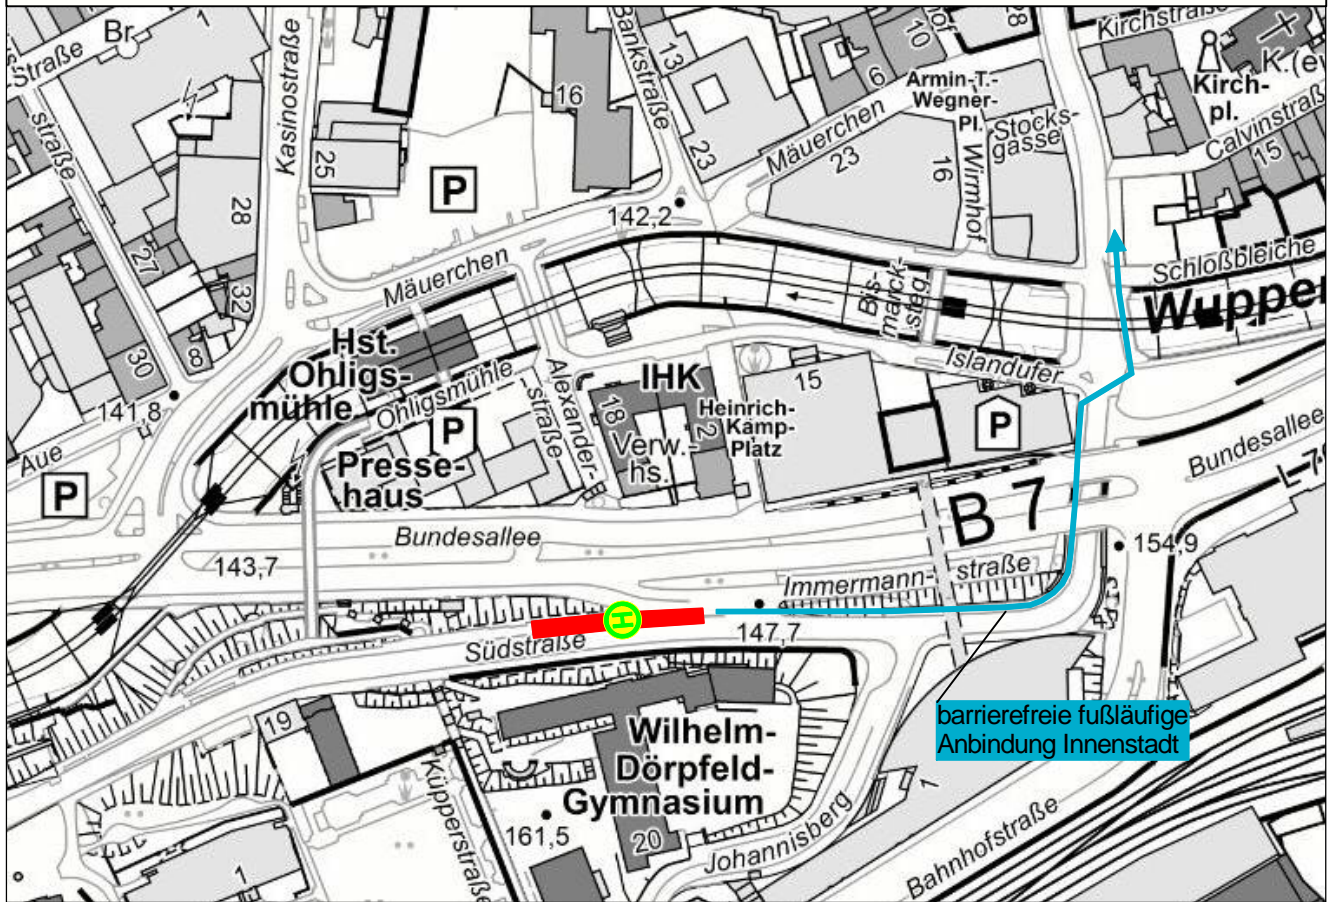 Straße
Br.
1
Kasinostraße
straße
25
28
27
32
8
30
141,8
Aue
P
16
Bankstraße
13
23
P
142,2
Mäuerchen
Mäuerchen
23
6
10
hof
28
Armin-T.-
Wegner-
Pl.
16
Wirmhof
Stocks-
gasse
Kirchstraße
K.(ev
Kirch-
pl.
Calvinstraß
15
Schloßbleiche
Wupper
Bis-
marck-
steg
Islandufer
Hst.
Ohligs-
mühle
Ohligsmühle
P
Presse-
haus
Alexander-
straße
IHK
18
Verw.-
hs.
2
Heinrich-
Kamp-
Platz
15
P
B 7
Bundesallee
Bundesallee
L 7
143,7
154,9
Immermann-
straße
H
147,7
Südstraße
19
Küpperstraße
Wilhelm-
Dörpfeld-
Gymnasium
161,5
20
1
1
Johannisberg
Bahnhofstraße
barrierefreie fußläufige
Anbindung Innenstadt